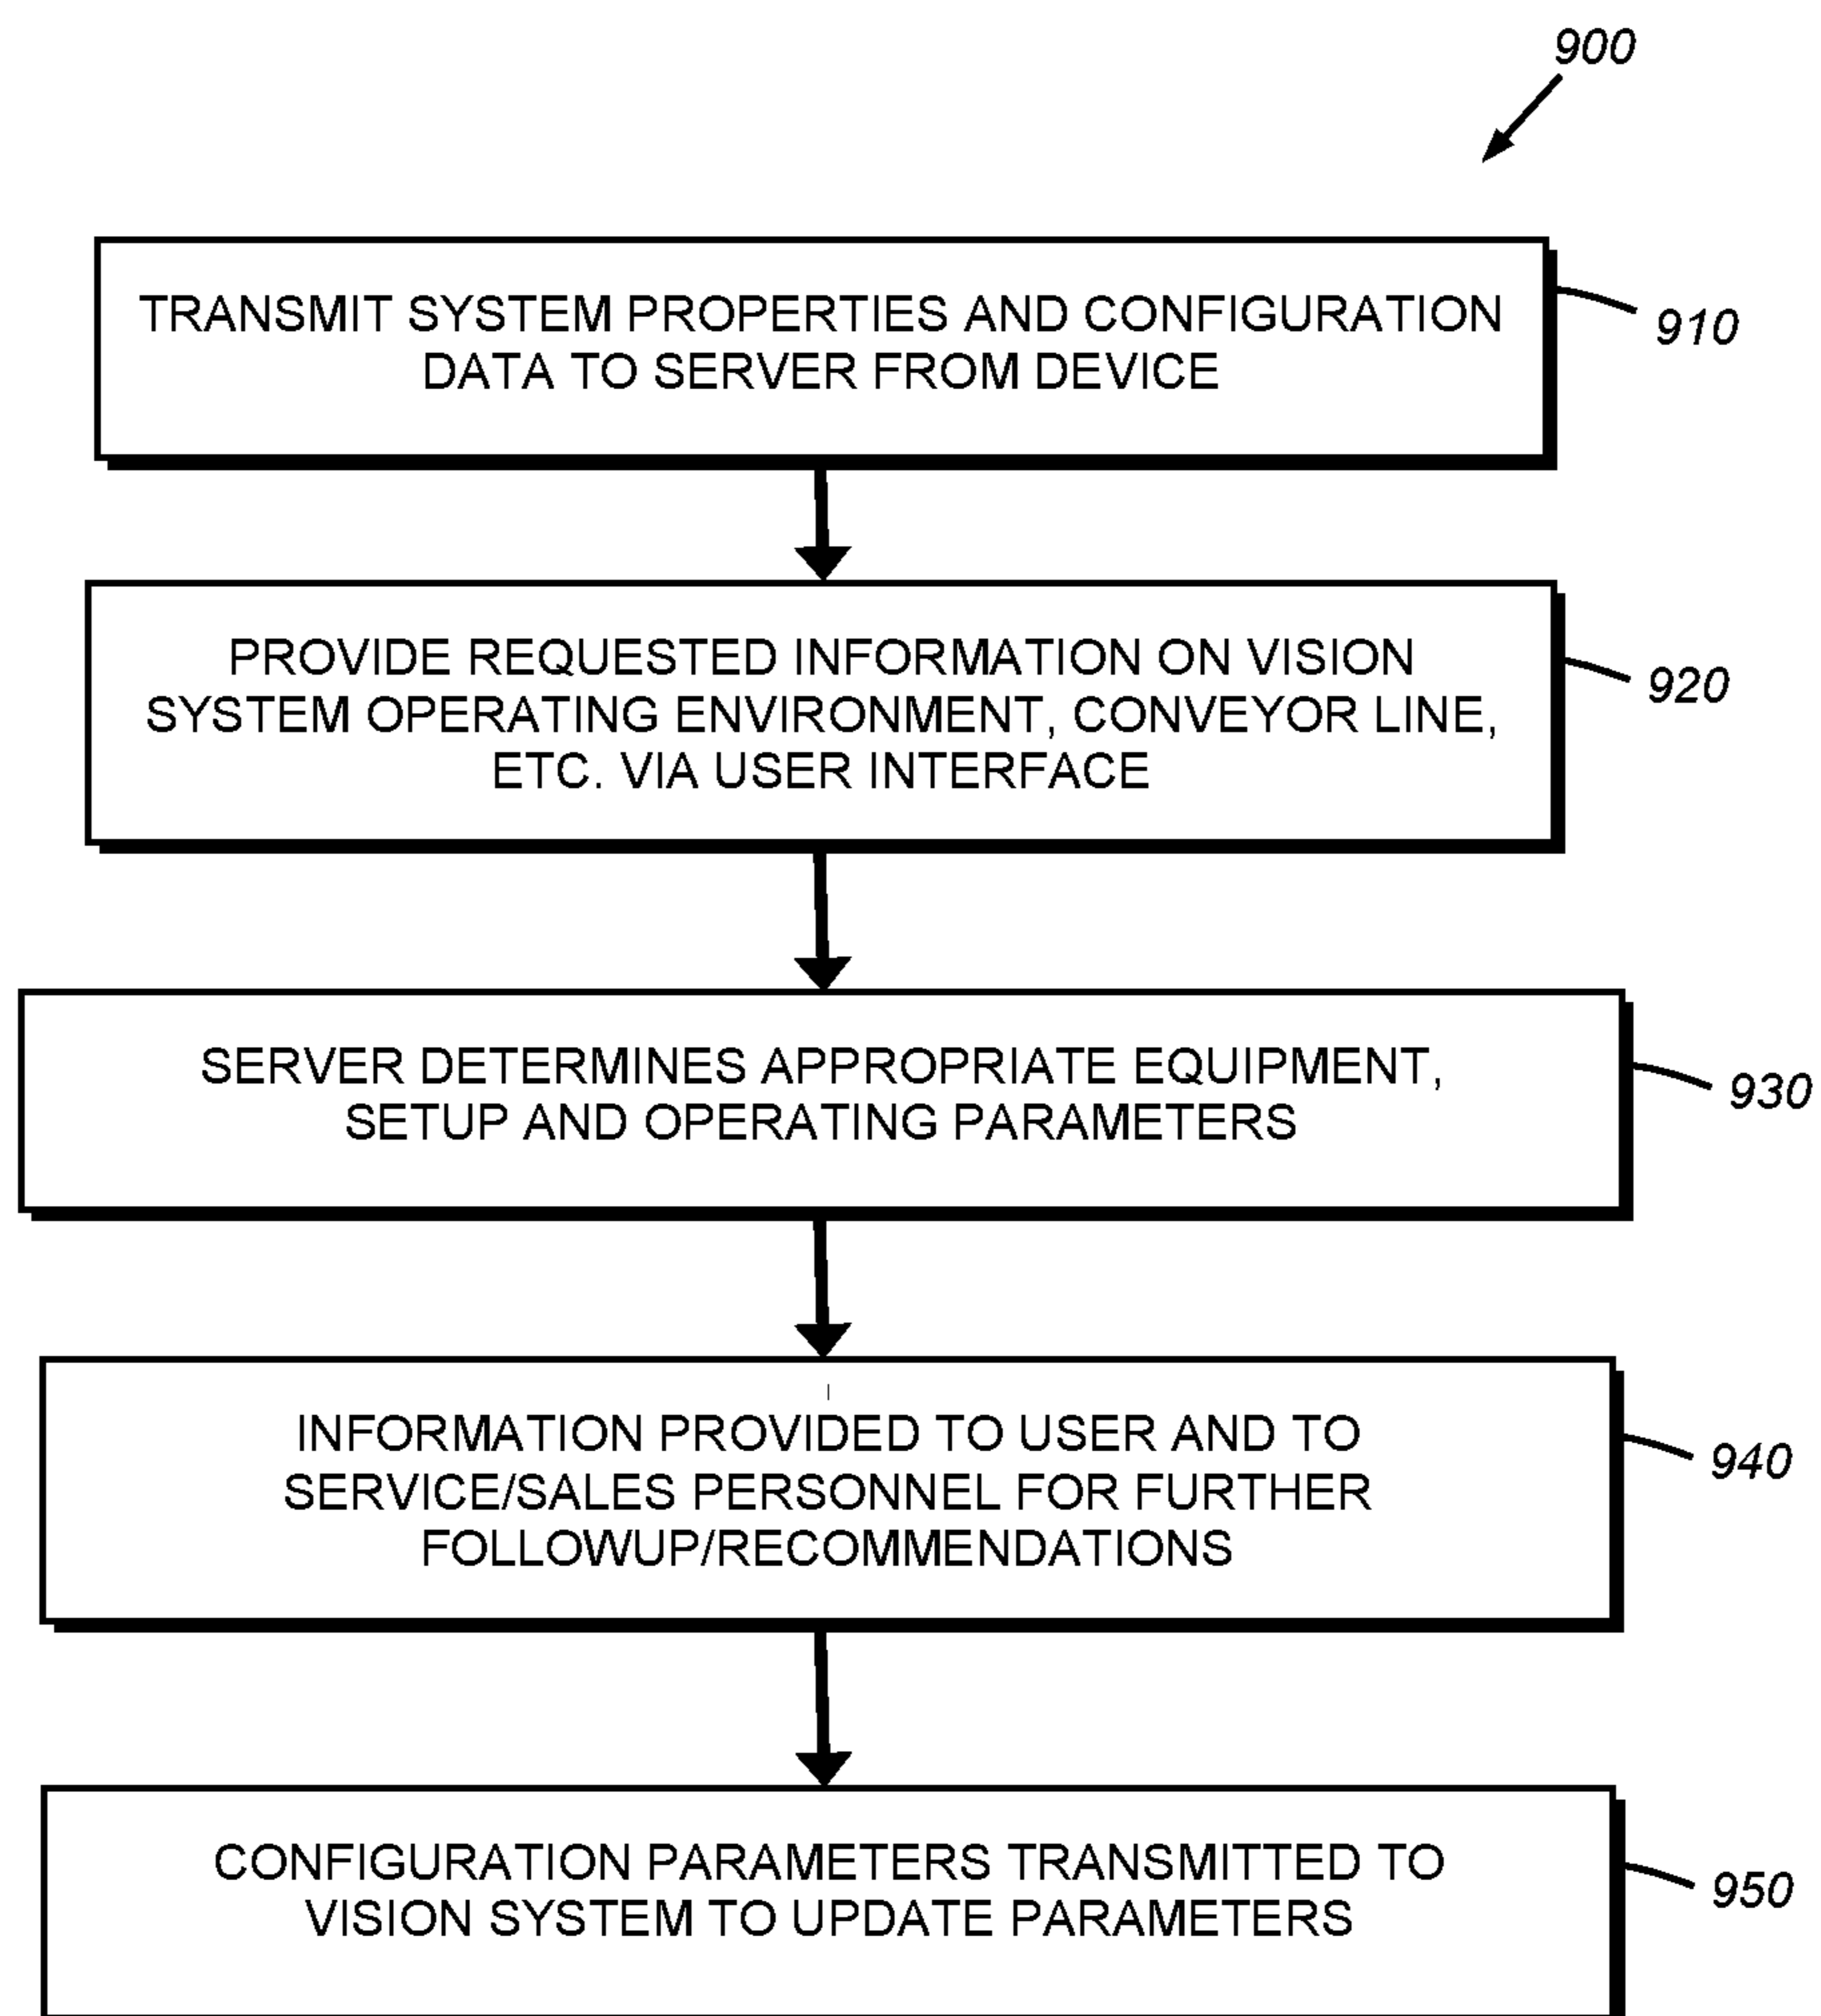 900
TRANSMIT SYSTEM PROPERTIES AND CONFIGURATION
DATA TO SERVER FROM DEVICE
910
PROVIDE REQUESTED INFORMATION ON VISION
SYSTEM OPERATING ENVIRONMENT, CONVEYOR LINE,
ETC. VIA USER INTERFACE
920
SERVER DETERMINES APPROPRIATE EQUIPMENT,
SETUP AND OPERATING PARAMETERS
930
INFORMATION PROVIDED TO USER AND TO
SERVICE/SALES PERSONNEL FOR FURTHER
FOLLOWUP/RECOMMENDATIONS
940
CONFIGURATION PARAMETERS TRANSMITTED TO
VISION SYSTEM TO UPDATE PARAMETERS
950